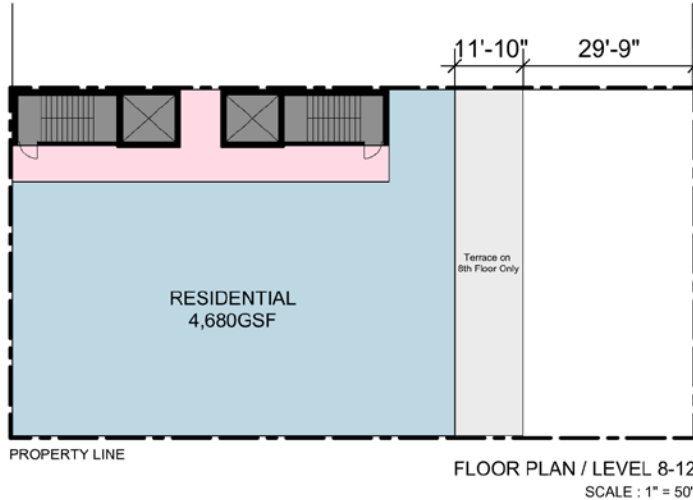 11'-10" 29'-9"
Terrace on
8th Floor Only
RESIDENTIAL
4,680GSF
PROPERTY LINE
FLOOR PLAN / LEVEL 8-12
SCALE : 1" = 50'